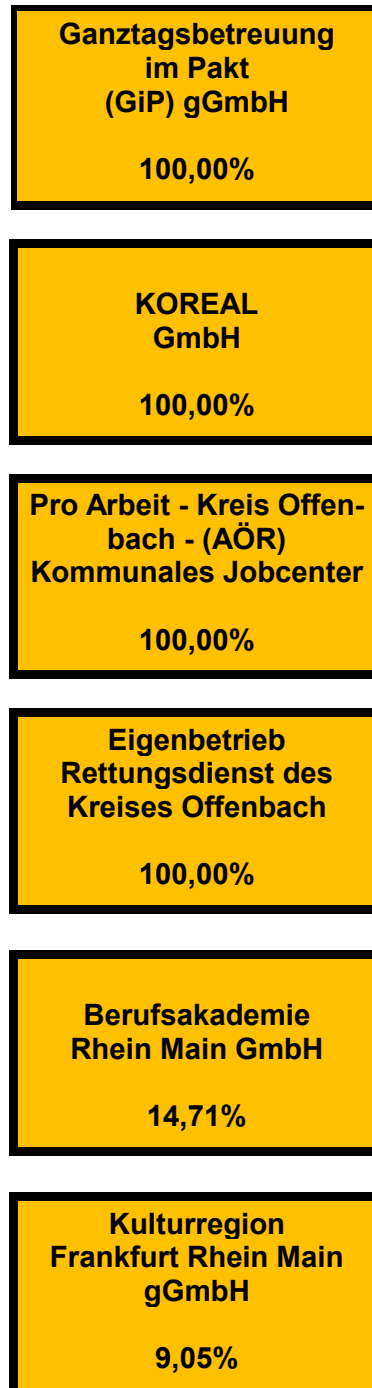 Ganztagsbetreuung
im Pakt
(GiP) gGmbH
100,00%
KOREAL
GmbH
100,00%
Pro Arbeit - Kreis Offen-
bach - (AÖR)
Kommunales Jobcenter
100,00%
Eigenbetrieb
Rettungsdienst des
Kreises Offenbach
100,00%
Berufsakademie
Rhein Main GmbH
14,71%
Kulturregion
Frankfurt Rhein Main
gGmbH
9,05%